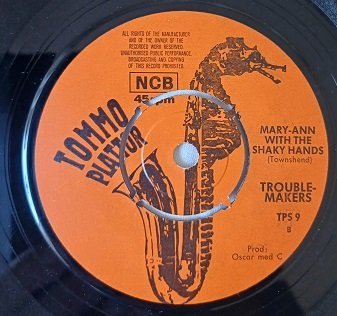 ALL RIGHTS OF THE MANUFACTURER
AND OF THE OWNER OF THE
RECORDED WORK RESERVED.
UNAUTHORISED PUBLIC PERFORMANCE,
BROADCASTING AND COPYING
OF THIS RECORD PROHIBITED.
NCB
45rpm
TOMMO
PLATTOR
MARY-ANN
WITH THE
SHAKY HANDS
(Townshend)
TROUBLE-
MAKERS
TPS 9
B
Prod:
Oscar med C